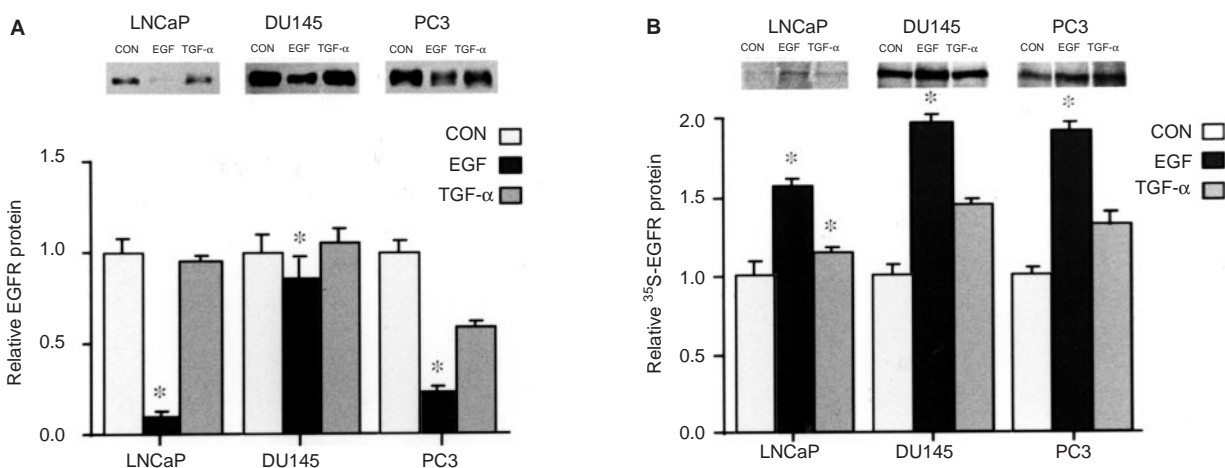 A
LNCaP DU145 PC3
CON EGF TGF-α CON EGF TGF-α CON EGF TGF-α
CON
EGF
TGF-α
Relative EGFR protein
1.5
1.0
0.5
0.0
* * *
LNCaP DU145 PC3
B
LNCaP DU145 PC3
CON EGF TGF-α CON EGF TGF-α CON EGF TGF-α
CON
EGF
TGF-α
Relative ³⁵S-EGFR protein
2.0
1.5
1.0
0.5
0.0
* * * *
LNCaP DU145 PC3